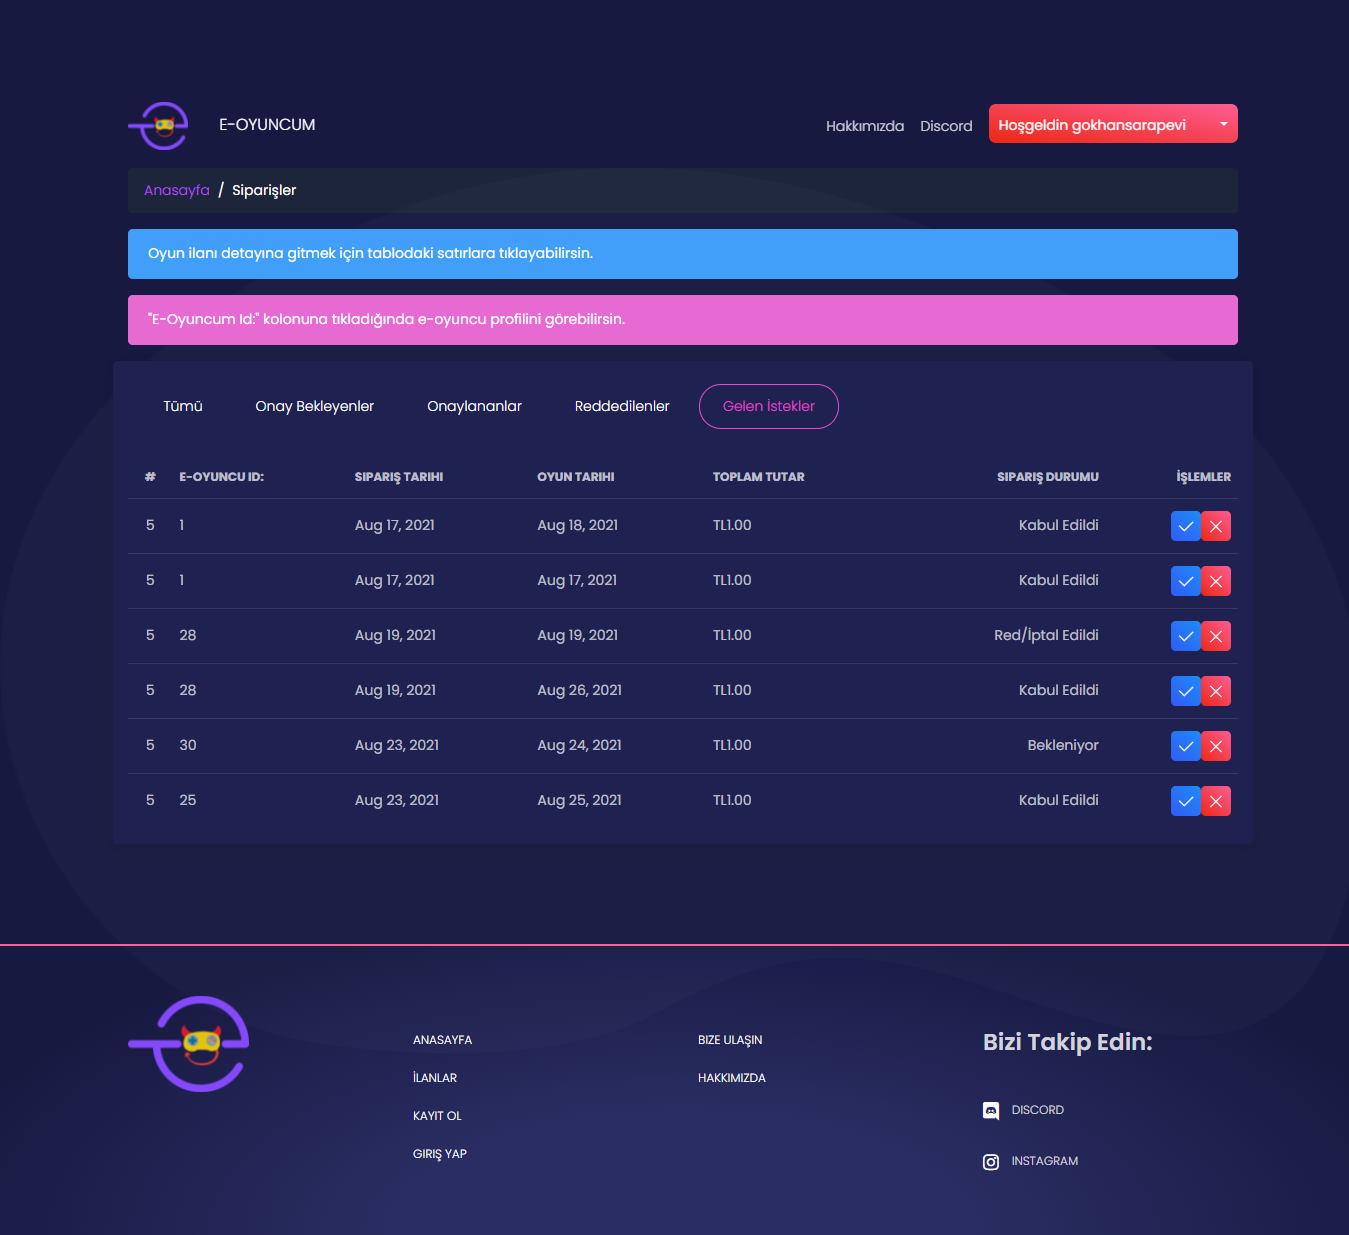 E-OYUNCUM
Hakkımızda Discord Hoşgeldin gokhansarapevi
Anasayfa / Siparişler
Oyun ilanı detayına gitmek için tablodaki satırlara tıklayabilirsin.
"E-Oyuncum Id:" kolonuna tıkladığında e-oyuncu profilini görebilirsin.
Tümü Onay Bekleyenler Onaylananlar Reddedilenler Gelen İstekler
# E-OYUNCU ID: SIPARIŞ TARIHI OYUN TARIHI TOPLAM TUTAR SIPARIŞ DURUMU İŞLEMLER
5 1 Aug 17, 2021 Aug 18, 2021 TL1.00 Kabul Edildi
5 1 Aug 17, 2021 Aug 17, 2021 TL1.00 Kabul Edildi
5 28 Aug 19, 2021 Aug 19, 2021 TL1.00 Red/İptal Edildi
5 28 Aug 19, 2021 Aug 26, 2021 TL1.00 Kabul Edildi
5 30 Aug 23, 2021 Aug 24, 2021 TL1.00 Bekleniyor
5 25 Aug 23, 2021 Aug 25, 2021 TL1.00 Kabul Edildi
ANASAYFA
İLANLAR
KAYIT OL
GIRIŞ YAP
BIZE ULAŞIN
HAKKIMIZDA
Bizi Takip Edin:
DISCORD
INSTAGRAM